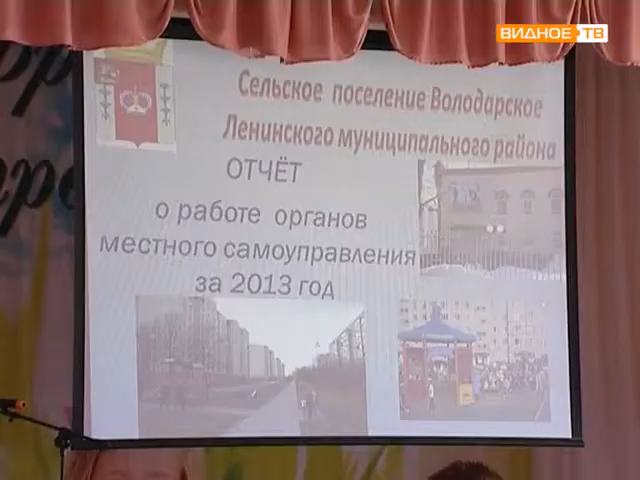 ВИДНОЕ ТВ
Сельское поселение Володарское
Ленинского муниципального района
ОТЧЁТ
о работе органов
местного самоуправления
за 2013 год